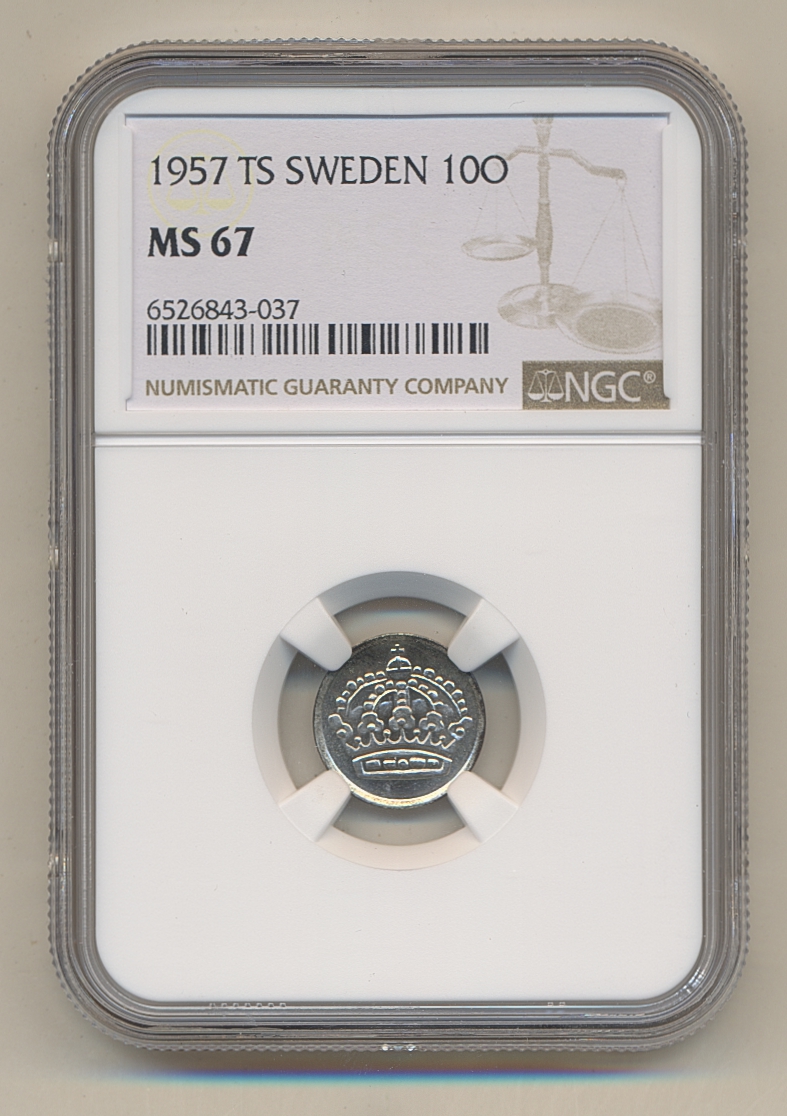 1957 TS SWEDEN 10O
MS 67
6526843-037
NUMISMATIC GUARANTY COMPANY
NGC®